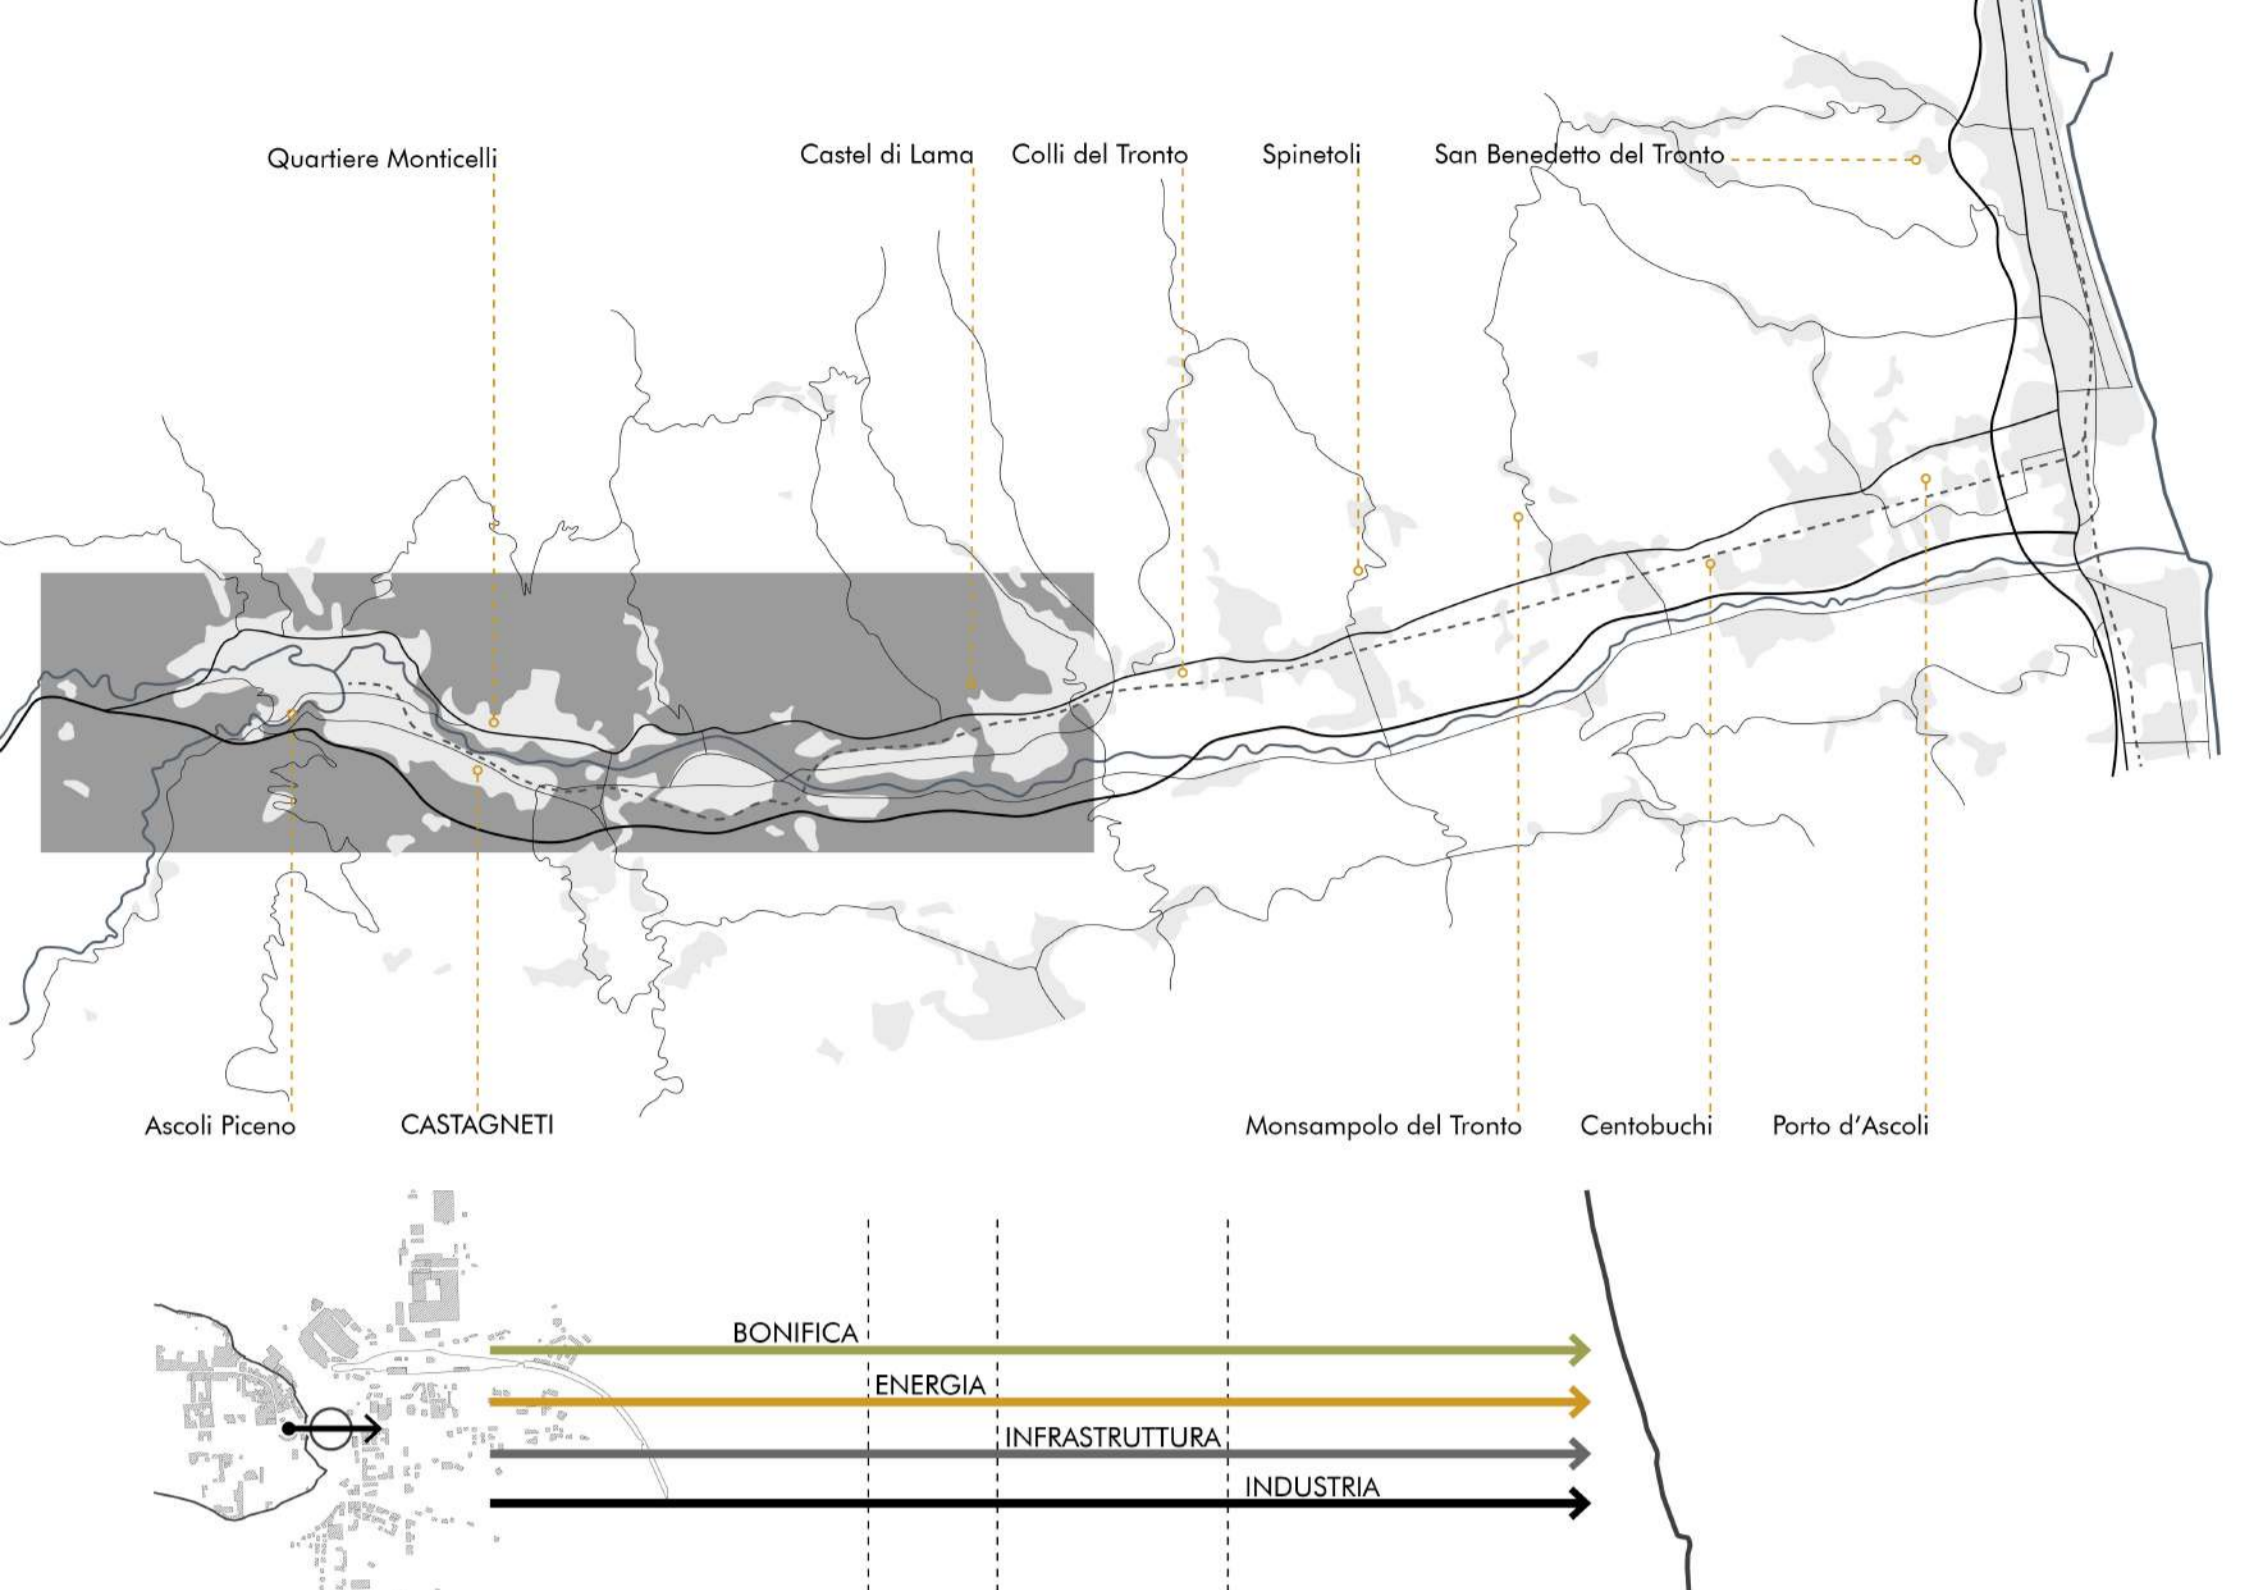 Quartiere Monticelli
Castel di Lama
Colli del Tronto
Spinetoli
San Benedetto del Tronto
Ascoli Piceno
CASTAGNETI
Monsampolo del Tronto
Centobuchi
Porto d'Ascoli
BONIFICA
ENERGIA
INFRASTRUTTURA
INDUSTRIA